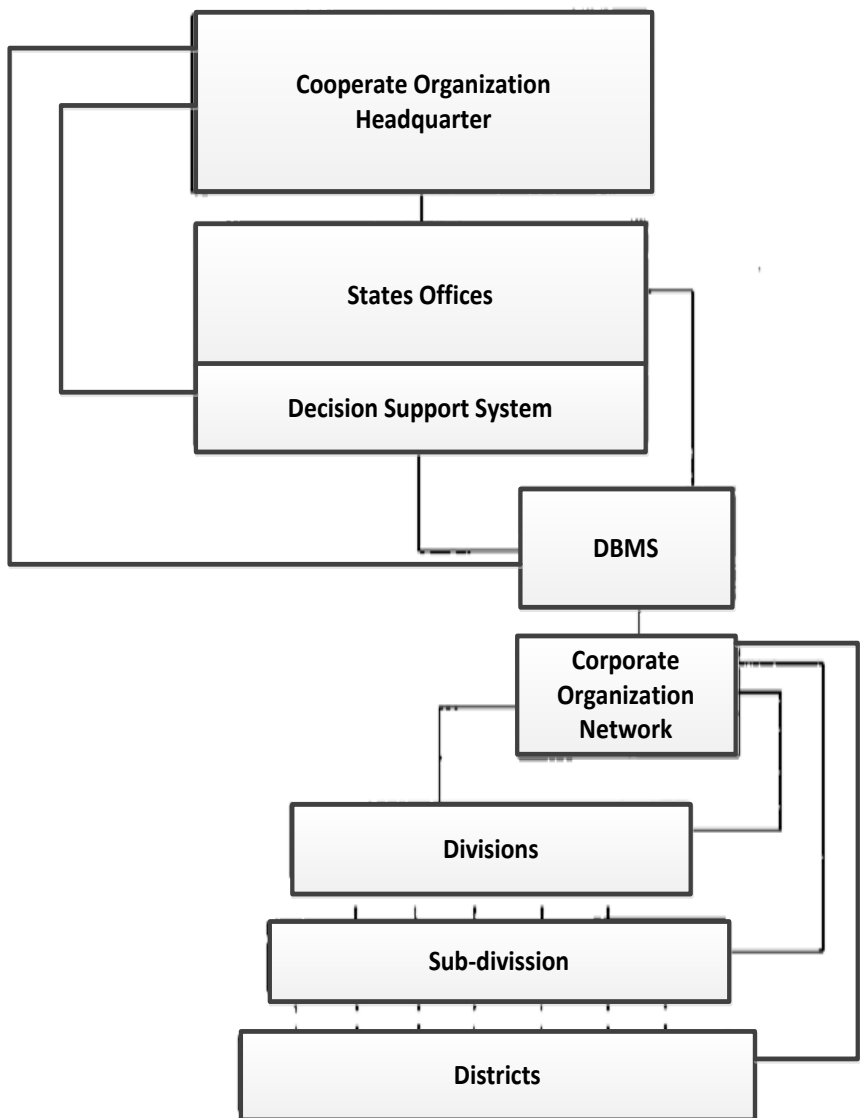 Cooperate Organization
Headquarter
States Offices
Decision Support System
DBMS
Corporate
Organization
Network
Divisions
Sub-divission
Districts